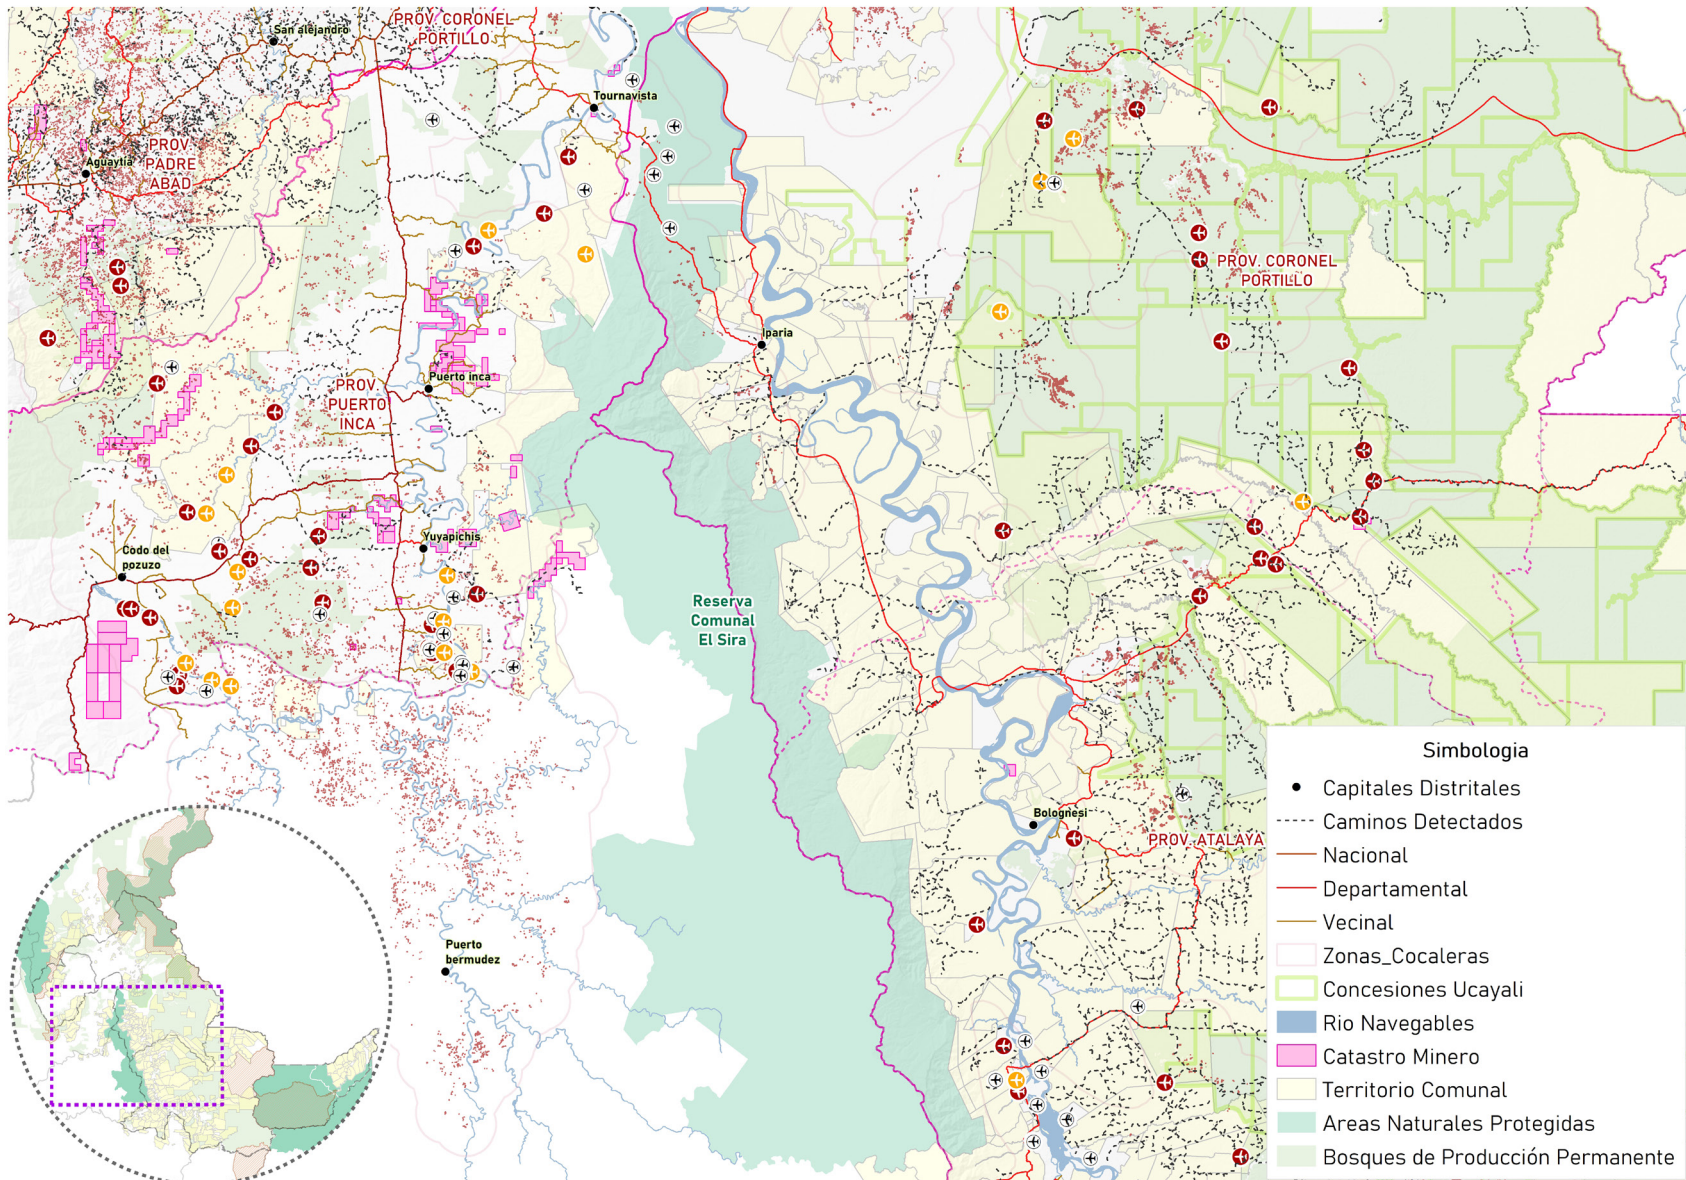 PROV. CORONEL
PORTILLO
San alejandro
Tournavista
PROV.
PADRE
ABAD
Aguaytía
PROV. CORONEL
PORTILLO
Iparia
Puerto inca
PROV.
PUERTO
INCA
Yuyapichis
Codo del
pozuzo
Reserva
Comunal
El Sira
Bolognesi
PROV. ATALAYA
Puerto
bermudez
Simbologia
Capitales Distritales
Caminos Detectados
Nacional
Departamental
Vecinal
Zonas_Cocaleras
Concesiones Ucayali
Rio Navegables
Catastro Minero
Territorio Comunal
Areas Naturales Protegidas
Bosques de Producción Permanente